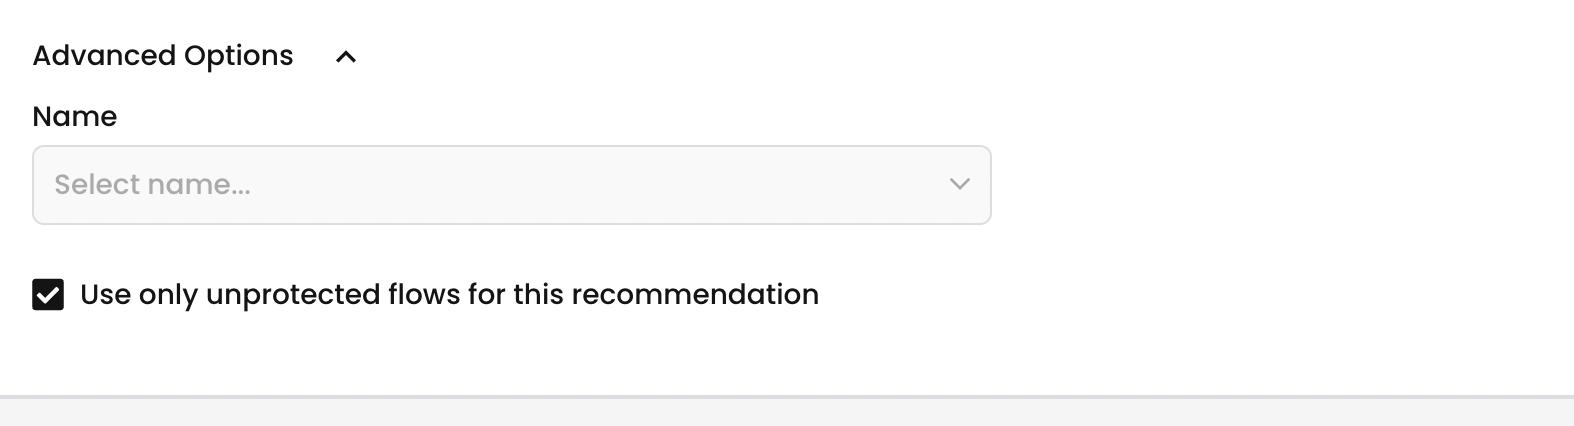 Advanced Options
Name
Select name...
Use only unprotected flows for this recommendation